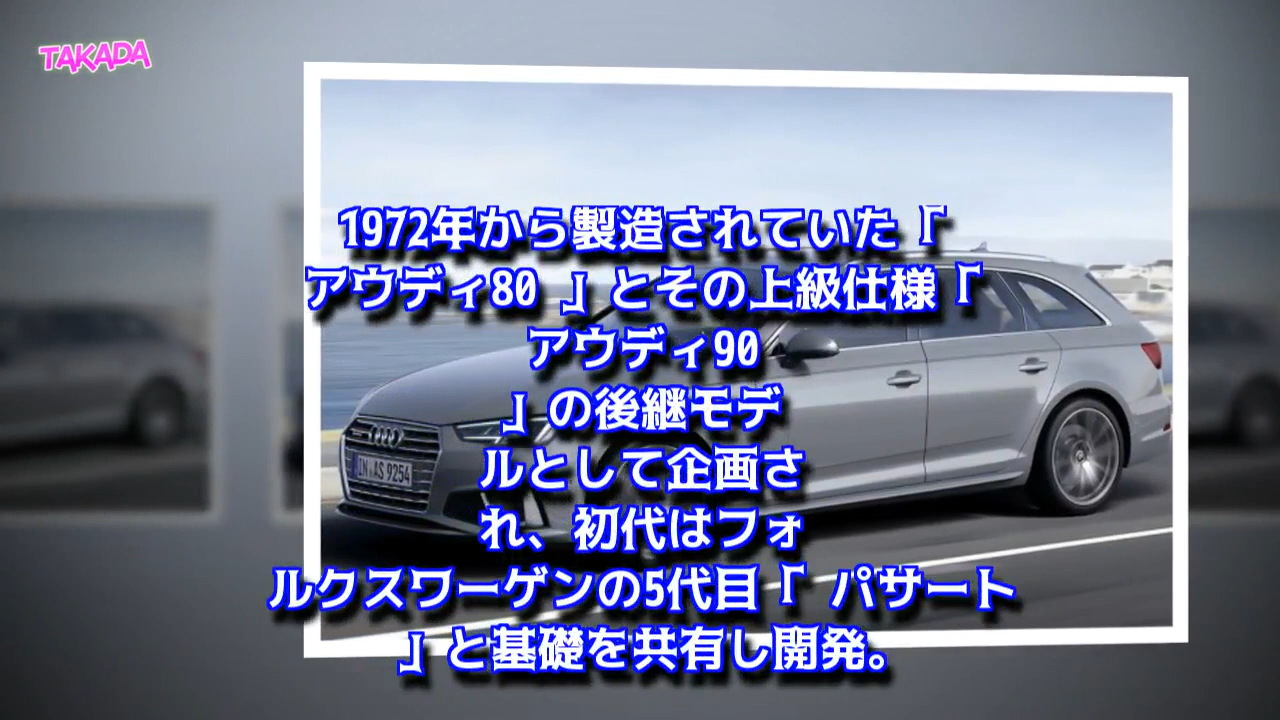 TAKADA
1972年から製造されていた「
アウディ80 」とその上級仕様「
アウディ90
」の後継モデ
ルとして企画さ
れ、初代はフォ
ルクスワーゲンの5代目「 パサート
」と基礎を共有し開発。
IN·AS 9254